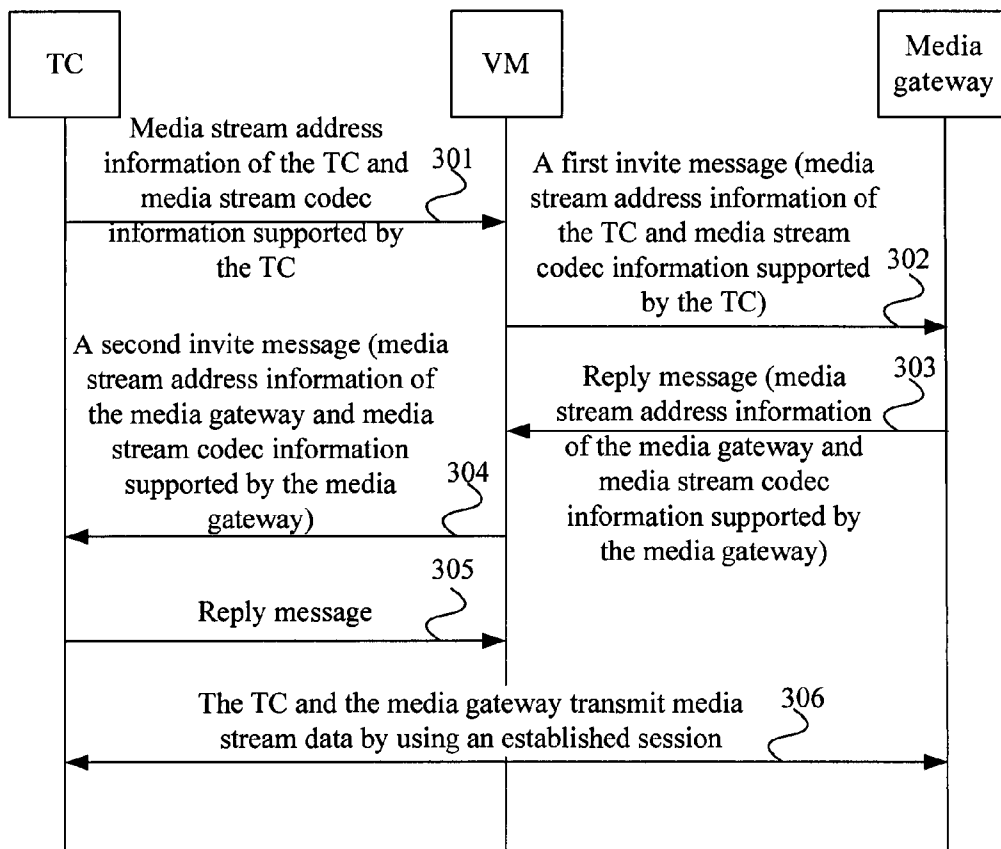 TC
VM
Media
gateway
Media stream address
information of the TC and
media stream codec
information supported by
the TC
301
A first invite message (media
stream address information of
the TC and media stream
codec information supported
by the TC)
302
Reply message (media
stream address information
of the media gateway and
media stream codec
information supported by
the media gateway)
303
A second invite message (media
stream address information of
the media gateway and media
stream codec information
supported by the media
gateway)
304
Reply message
305
The TC and the media gateway transmit media
stream data by using an established session
306